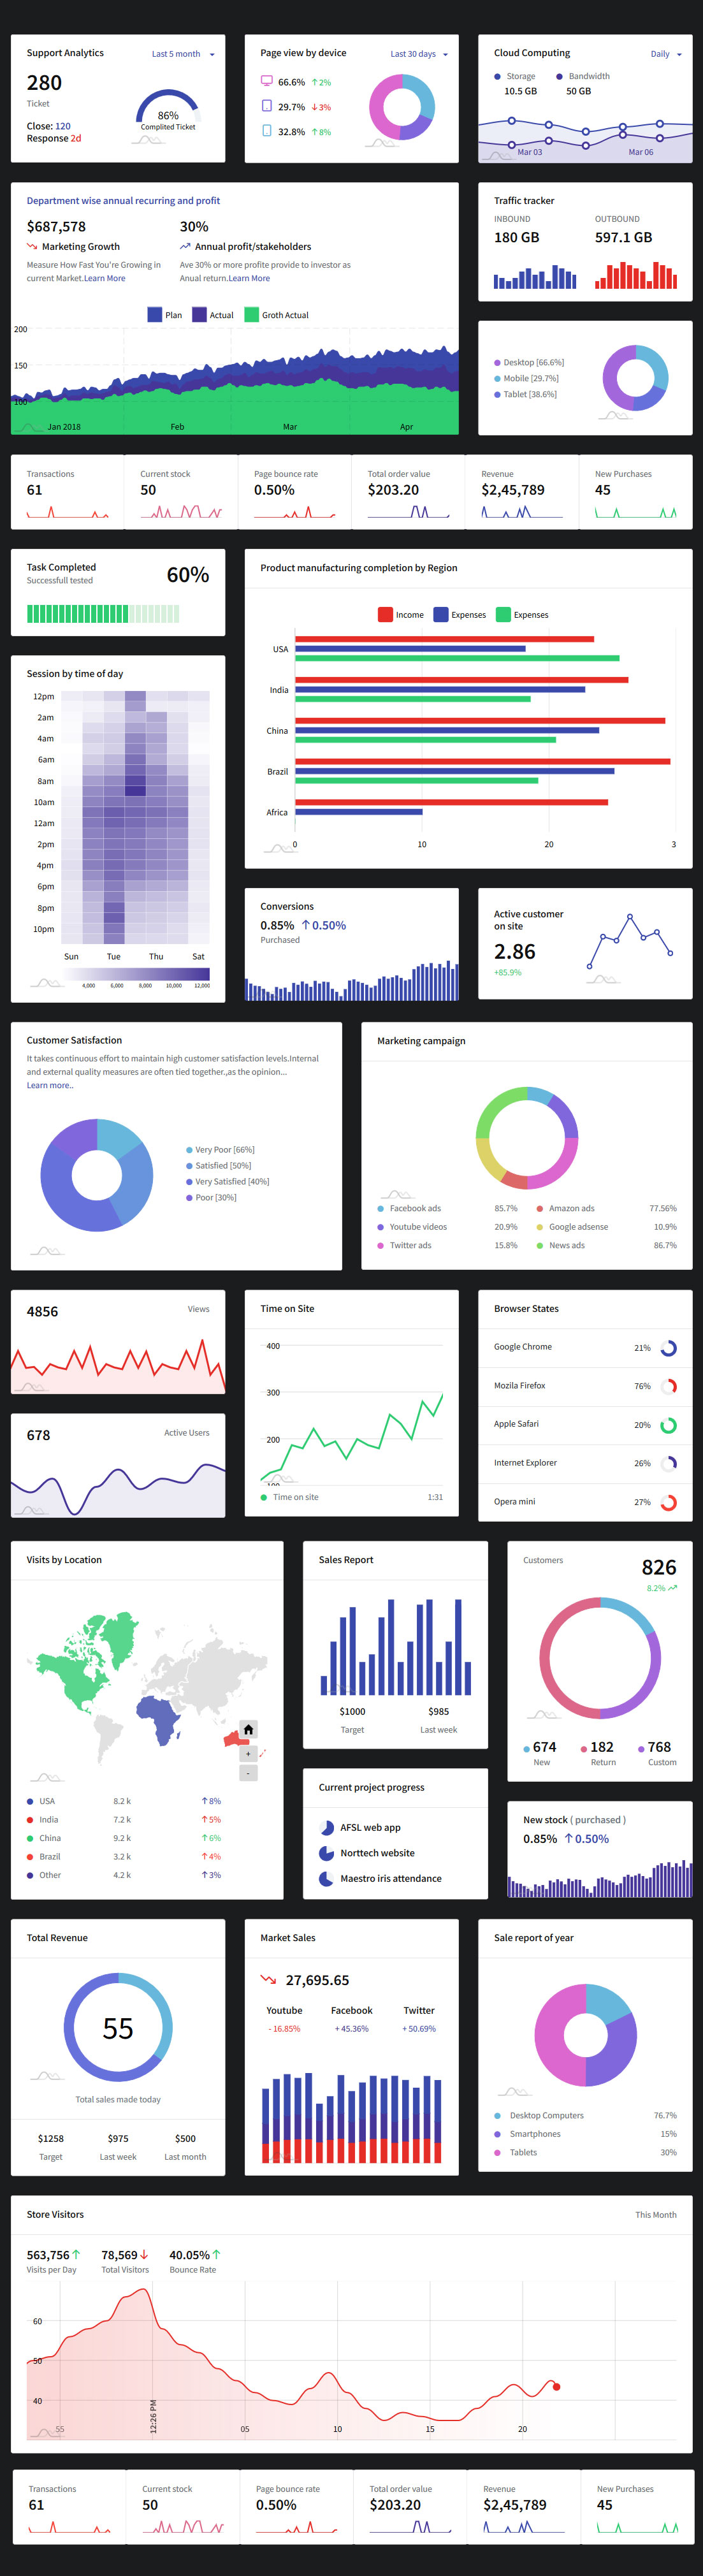 Support Analytics
Last 5 month
280
Ticket
Close: 120
Response 2d
86%
Complited Ticket
Page view by device
Last 30 days
66.6% 2%
29.7% 3%
32.8% 8%
Cloud Computing
Daily
Storage
Bandwidth
10.5 GB
50 GB
Mar 03
Mar 06
Department wise annual recurring and profit
$687,578
Marketing Growth
Measure How Fast You're Growing in
current Market.Learn More
30%
Annual profit/stakeholders
Ave 30% or more profite provide to investor as
Anual return.Learn More
Plan
Actual
Groth Actual
200
150
100
Jan 2018
Feb
Mar
Apr
Traffic tracker
INBOUND
OUTBOUND
180 GB
597.1 GB
Desktop [66.6%]
Mobile [29.7%]
Tablet [38.6%]
Transactions
61
Current stock
50
Page bounce rate
0.50%
Total order value
$203.20
Revenue
$2,45,789
New Purchases
45
Task Completed
Successfull tested
60%
Session by time of day
12pm
2am
4am
6am
8am
10am
12am
2pm
4pm
6pm
8pm
10pm
Sun
Tue
Thu
Sat
4,000
6,000
8,000
10,000
12,000
Product manufacturing completion by Region
Income
Expenses
Expenses
USA
India
China
Brazil
Africa
0
10
20
3
Conversions
0.85% 0.50%
Purchased
Active customer
on site
2.86
+85.9%
Customer Satisfaction
It takes continuous effort to maintain high customer satisfaction levels.Internal
and external quality measures are often tied together.,as the opinion...
Learn more..
Very Poor [66%]
Satisfied [50%]
Very Satisfied [40%]
Poor [30%]
Marketing campaign
Facebook ads 85.7%
Amazon ads 77.56%
Youtube videos 20.9%
Google adsense 10.9%
Twitter ads 15.8%
News ads 86.7%
4856
Views
678
Active Users
Time on Site
400
300
200
100
Time on site
1:31
Browser States
Google Chrome 21%
Mozila Firefox 76%
Apple Safari 20%
Internet Explorer 26%
Opera mini 27%
Visits by Location
+
-
USA 8.2 k 8%
India 7.2 k 5%
China 9.2 k 6%
Brazil 3.2 k 4%
Other 4.2 k 3%
Sales Report
$1000
Target
$985
Last week
Current project progress
AFSL web app
Norttech website
Maestro iris attendance
Customers
826
8.2%
674
New
182
Return
768
Custom
New stock ( purchased )
0.85% 0.50%
Total Revenue
55
Total sales made today
$1258
Target
$975
Last week
$500
Last month
Market Sales
27,695.65
Youtube
Facebook
Twitter
- 16.85%
+ 45.36%
+ 50.69%
Sale report of year
Desktop Computers 76.7%
Smartphones 15%
Tablets 30%
Store Visitors
This Month
563,756
Visits per Day
78,569
Total Visitors
40.05%
Bounce Rate
60
50
40
55
12:26 PM
05
10
15
20
Transactions
61
Current stock
50
Page bounce rate
0.50%
Total order value
$203.20
Revenue
$2,45,789
New Purchases
45